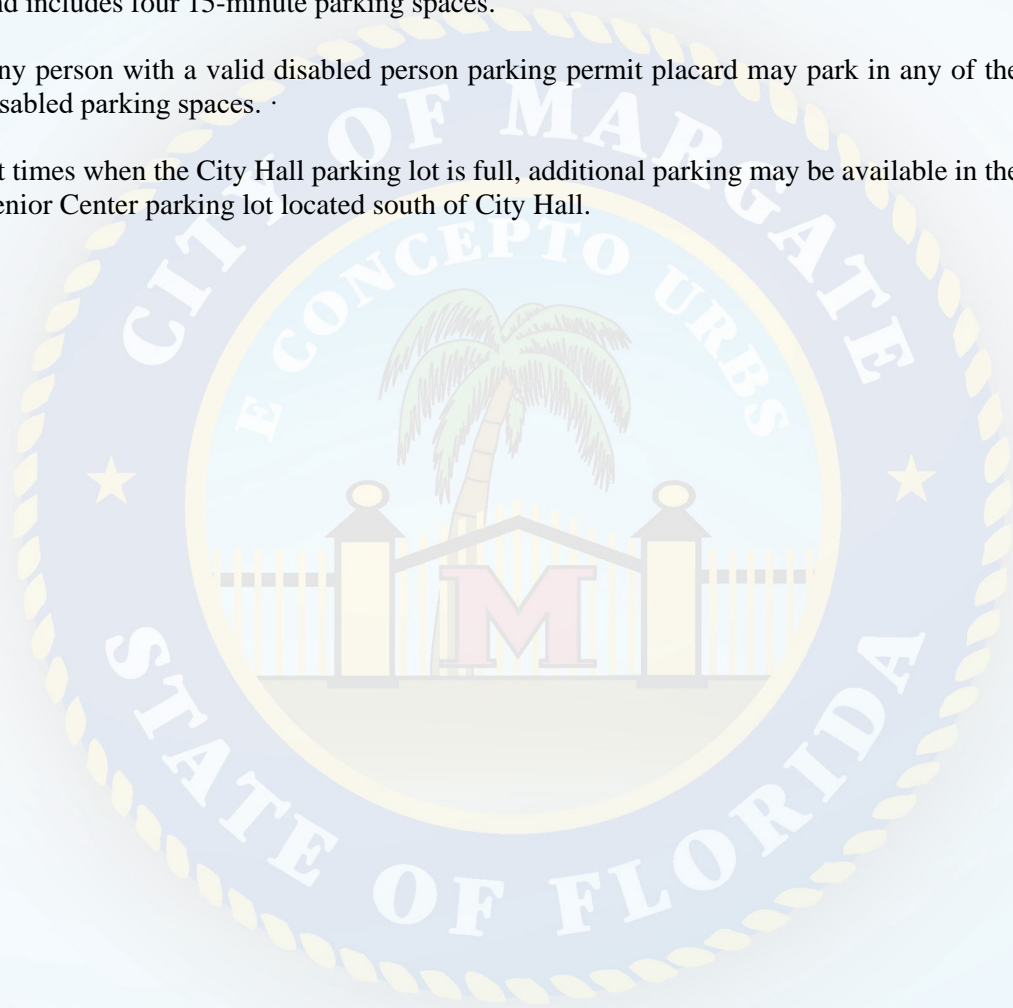 nd includes four 15-minute parking spaces.
ny person with a valid disabled person parking permit placard may park in any of the
isabled parking spaces. ·
t times when the City Hall parking lot is full, additional parking may be available in the
enior Center parking lot located south of City Hall.
CITY OF MARGATE
E CONCEPTO URBS
M
STATE OF FLORIDA